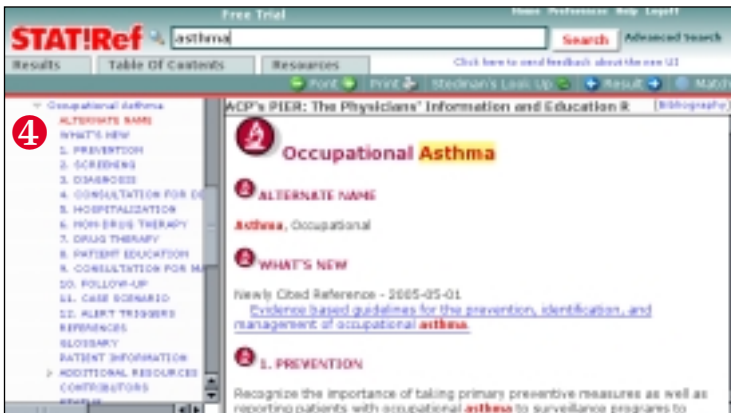 Free Trial
Home Preferences Help Logoff
STAT!Ref asthma Search Advanced Search
Results Table Of Contents Resources Click here to send feedback about the new UI
Font Print Stedman's Look Up Result Match
Occupational Asthma
4
ALTERNATE NAME
WHAT'S NEW
1. PREVENTION
2. SCREENING
3. DIAGNOSIS
4. CONSULTATION FOR
5. HOSPITALIZATION
6. NON-DRUG THERAPY
7. DRUG THERAPY
8. PATIENT EDUCATION
9. CONSULTATION FOR
10. FOLLOW-UP
11. CASE SCENARIO
12. ALERT TRIGGERS
REFERENCES
GLOSSARY
PATIENT INFORMATION
ADDITIONAL RESOURCES
CONTRIBUTORS
STATUS
ACP's PIER: The Physicians' Information and Education R [Bibliography]
Occupational Asthma
ALTERNATE NAME
Asthma, Occupational
WHAT'S NEW
Newly Cited Reference - 2005-05-01
Evidence based guidelines for the prevention, identification, and
management of occupational asthma.
1. PREVENTION
Recognize the importance of taking primary preventive measures as well as
reporting patients with occupational asthma to surveillance programs to